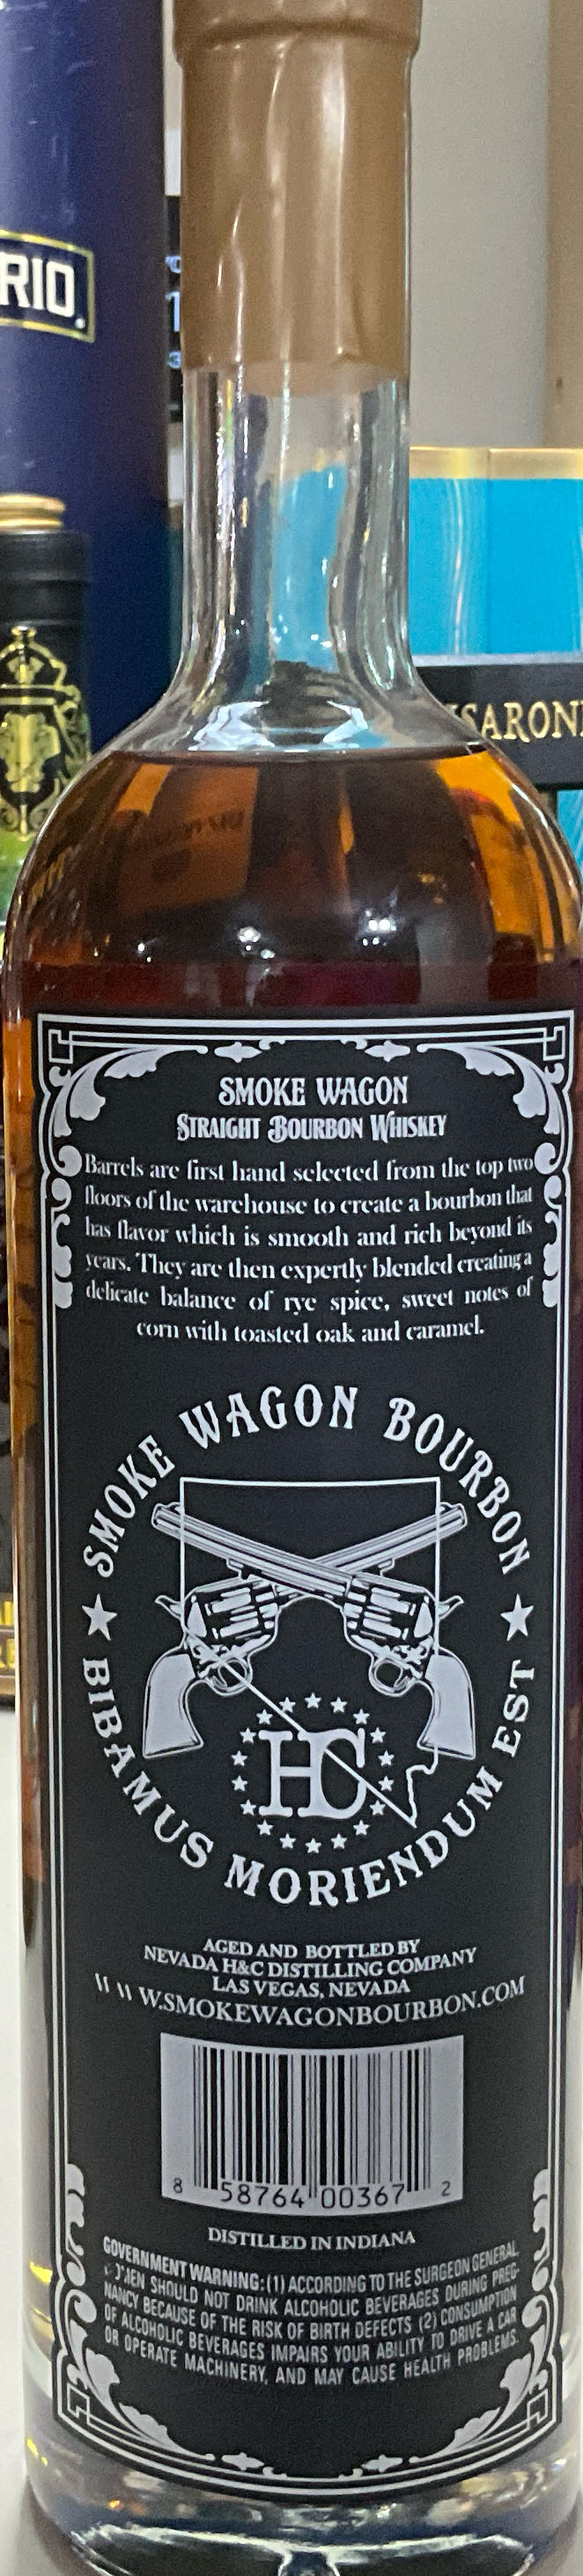 RIO.
SMOKE WAGON
STRAIGHT BOURBON WHISKEY
Barrels are first hand selected from the top two
floors of the warehouse to create a bourbon that
has flavor which is smooth and rich beyond its
years. They are then expertly blended creating a
delicate balance of rye spice, sweet notes of
corn with toasted oak and caramel.
SMOKE WAGON BOURBON
★ BIBAMUS MORIENDUM EST ★
HC
AGED AND BOTTLED BY
NEVADA H&C DISTILLING COMPANY
LAS VEGAS, NEVADA
WWW.SMOKEWAGONBOURBON.COM
8 58764 00367 2
DISTILLED IN INDIANA
GOVERNMENT WARNING: (1) ACCORDING TO THE SURGEON GENERAL,
WOMEN SHOULD NOT DRINK ALCOHOLIC BEVERAGES DURING PREG-
NANCY BECAUSE OF THE RISK OF BIRTH DEFECTS (2) CONSUMPTION
OF ALCOHOLIC BEVERAGES IMPAIRS YOUR ABILITY TO DRIVE A CAR
OR OPERATE MACHINERY, AND MAY CAUSE HEALTH PROBLEMS.
SARON